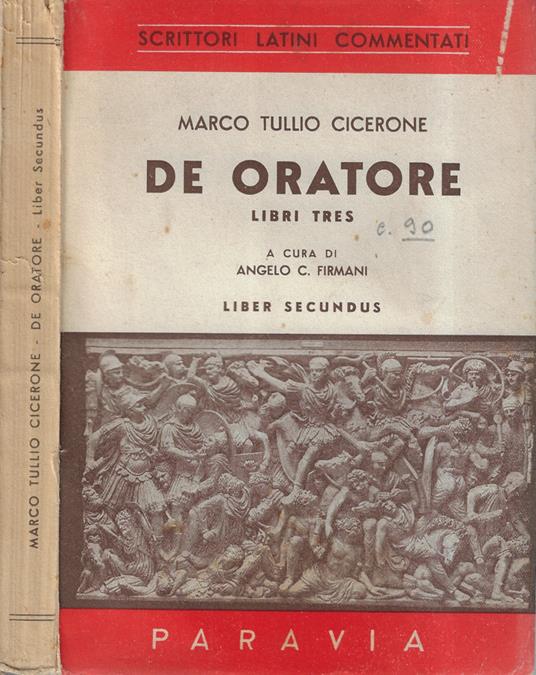 MARCO TULLIO CICERONE - DE ORATORE - Liber Secundus
SCRITTORI LATINI COMMENTATI
MARCO TULLIO CICERONE
DE ORATORE
LIBRI TRES
c. 90
A CURA DI
ANGELO C. FIRMANI
LIBER SECUNDUS
PARAVIA